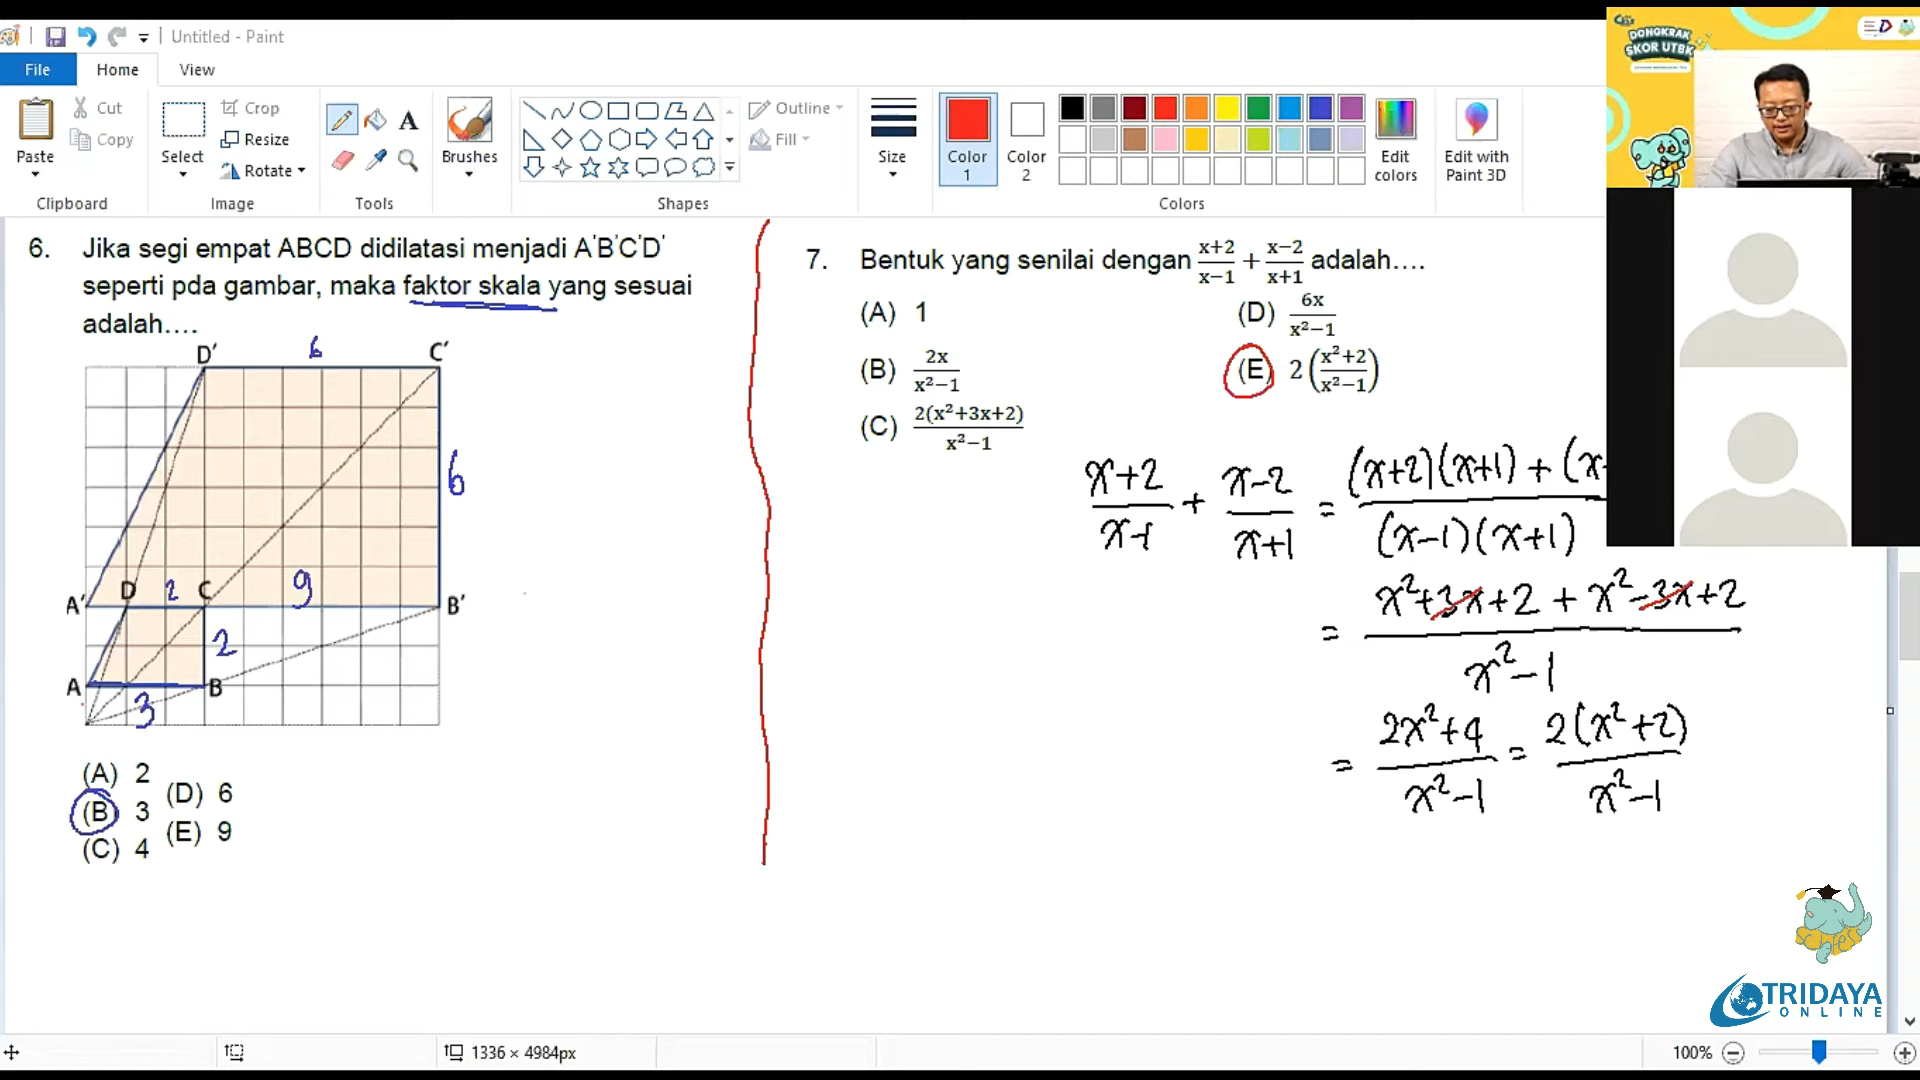 Untitled - Paint
File Home View
Paste
Cut
Copy
Clipboard
Select
Crop
Resize
Rotate
Image
A
Tools
Brushes
Outline
Fill
Shapes
Size
Color 1
Color 2
Edit colors
Edit with Paint 3D
Colors
DONGKRAK
SKOR UTBK
6. Jika segi empat ABCD didilatasi menjadi A'B'C'D'
seperti pda gambar, maka faktor skala yang sesuai
adalah....
D' 6 C'
6
A' D 2 C 9 B'
2
A B
3
(A) 2
(B) 3
(C) 4
(D) 6
(E) 9
7. Bentuk yang senilai dengan (x+2)/(x−1) + (x−2)/(x+1) adalah....
(A) 1
(B) 2x/(x²−1)
(C) 2(x²+3x+2)/(x²−1)
(D) 6x/(x²−1)
(E) 2((x²+2)/(x²−1))
(x+2)/(x-1) + (x-2)/(x+1) = ((x+2)(x+1) + (x-)/((x-1)(x+1))
= (x²+3x+2 + x²-3x+2)/(x²-1)
= (2x²+4)/(x²-1) = 2(x²+2)/(x²-1)
TRIDAYA
ONLINE
1336 × 4984px
100%